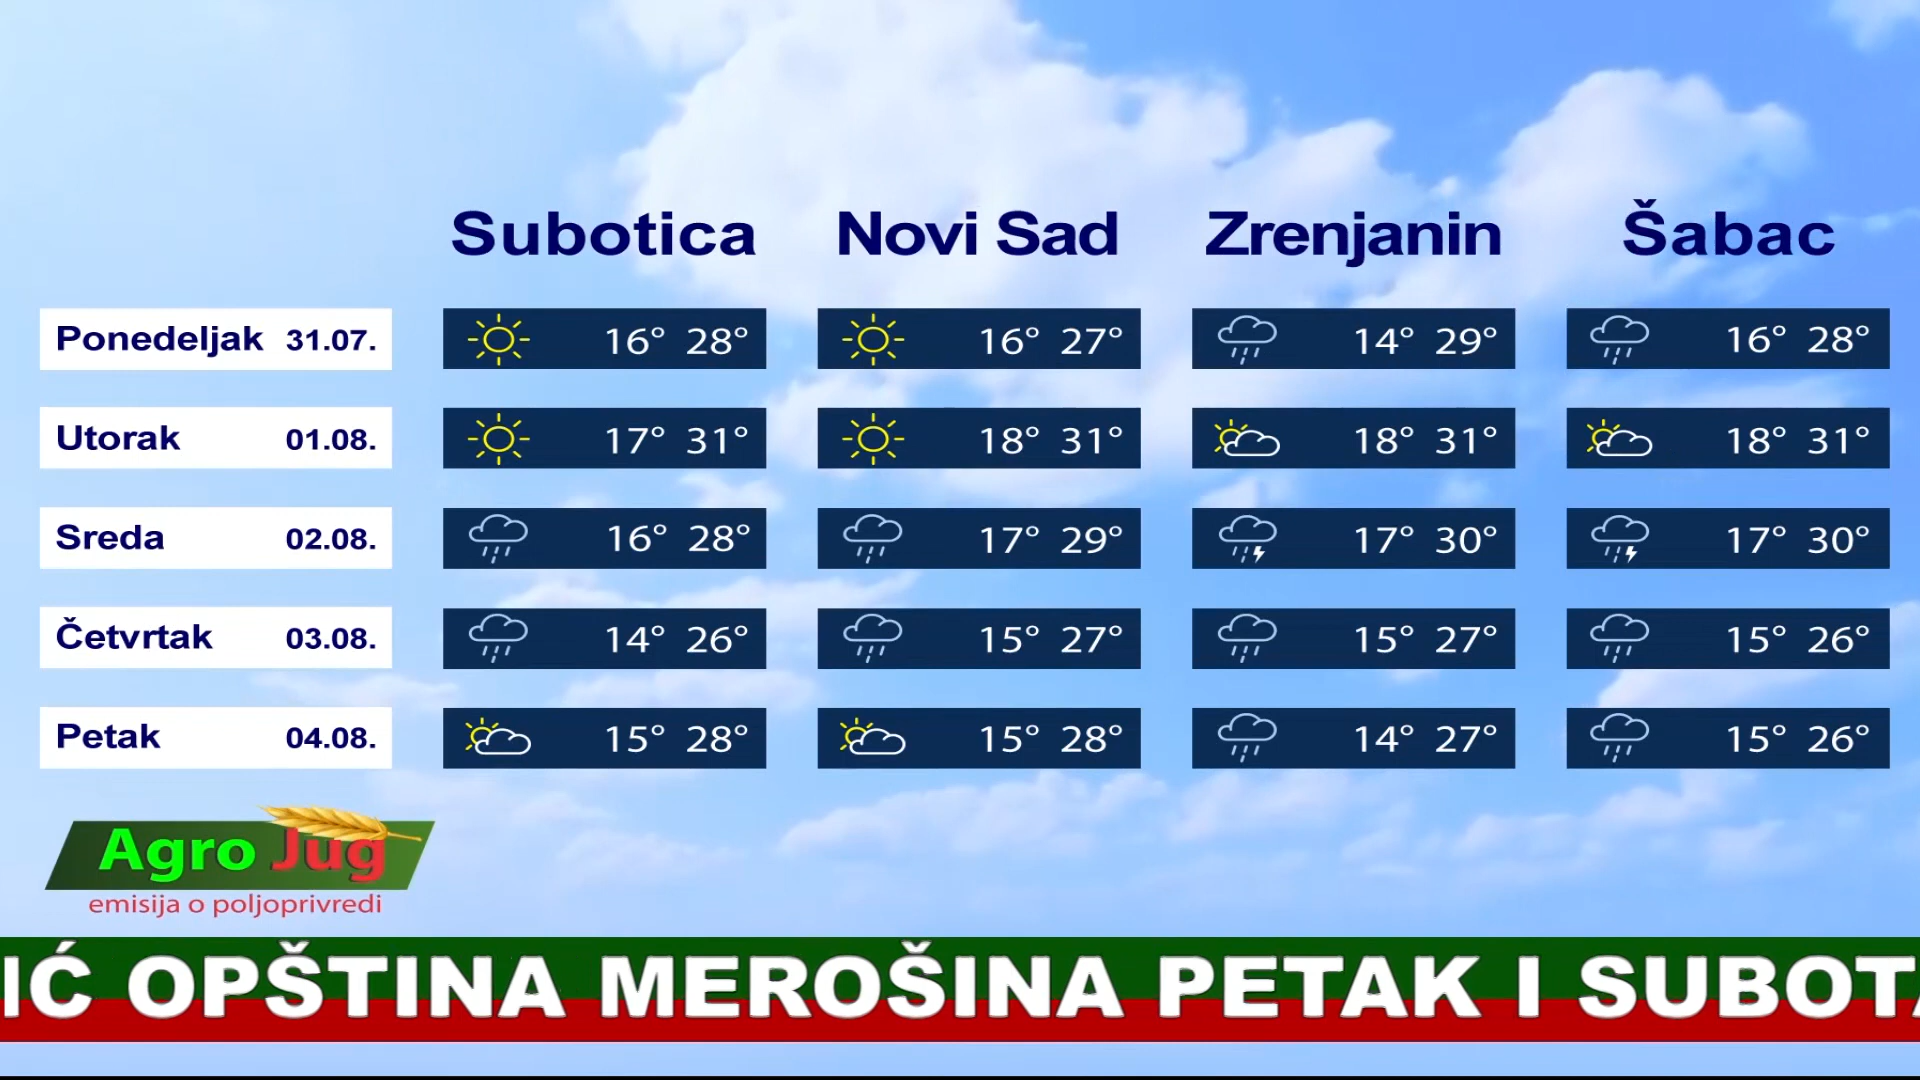 Subotica Novi Sad Zrenjanin Šabac
Ponedeljak 31.07. 16° 28° 16° 27° 14° 29° 16° 28°
Utorak 01.08. 17° 31° 18° 31° 18° 31° 18° 31°
Sreda 02.08. 16° 28° 17° 29° 17° 30° 17° 30°
Četvrtak 03.08. 14° 26° 15° 27° 15° 27° 15° 26°
Petak 04.08. 15° 28° 15° 28° 14° 27° 15° 26°
Agro Jug
emisija o poljoprivredi
IĆ OPŠTINA MEROŠINA PETAK I SUBOTA